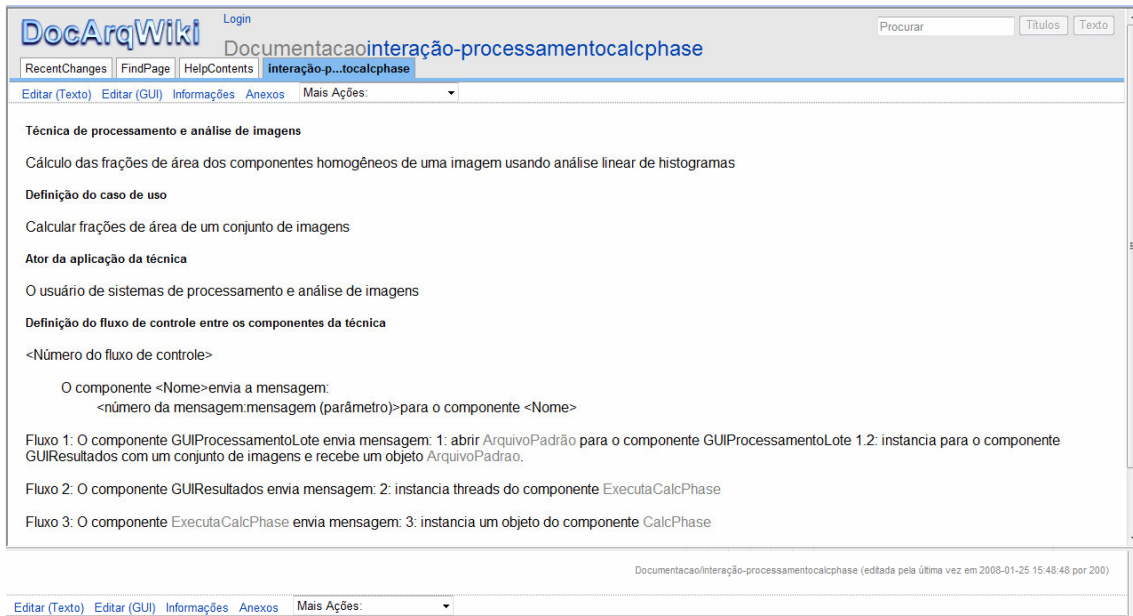 DocArqWiki
Login
Procurar Títulos Texto
Documentacaointeração-processamentocalcphase
RecentChanges FindPage HelpContents interação-p...tocalcphase
Editar (Texto) Editar (GUI) Informações Anexos Mais Ações:
Técnica de processamento e análise de imagens
Cálculo das frações de área dos componentes homogêneos de uma imagem usando análise linear de histogramas
Definição do caso de uso
Calcular frações de área de um conjunto de imagens
Ator da aplicação da técnica
O usuário de sistemas de processamento e análise de imagens
Definição do fluxo de controle entre os componentes da técnica
<Número do fluxo de controle>
O componente <Nome>envia a mensagem:
<número da mensagem:mensagem (parâmetro)>para o componente <Nome>
Fluxo 1: O componente GUIProcessamentoLote envia mensagem: 1: abrir ArquivoPadrão para o componente GUIProcessamentoLote 1.2: instancia para o componente
GUIResultados com um conjunto de imagens e recebe um objeto ArquivoPadrao.
Fluxo 2: O componente GUIResultados envia mensagem: 2: instancia threads do componente ExecutaCalcPhase
Fluxo 3: O componente ExecutaCalcPhase envia mensagem: 3: instancia um objeto do componente CalcPhase
Documentacao/interação-processamentocalcphase (editada pela última vez em 2008-01-25 15:48:48 por 200)
Editar (Texto) Editar (GUI) Informações Anexos Mais Ações: